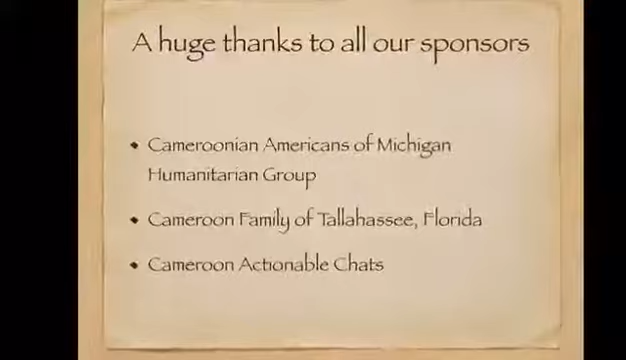 A huge thanks to all our sponsors
• Cameroonian Americans of Michigan
Humanitarian Group
• Cameroon Family of Tallahassee, Florida
• Cameroon Actionable Chats